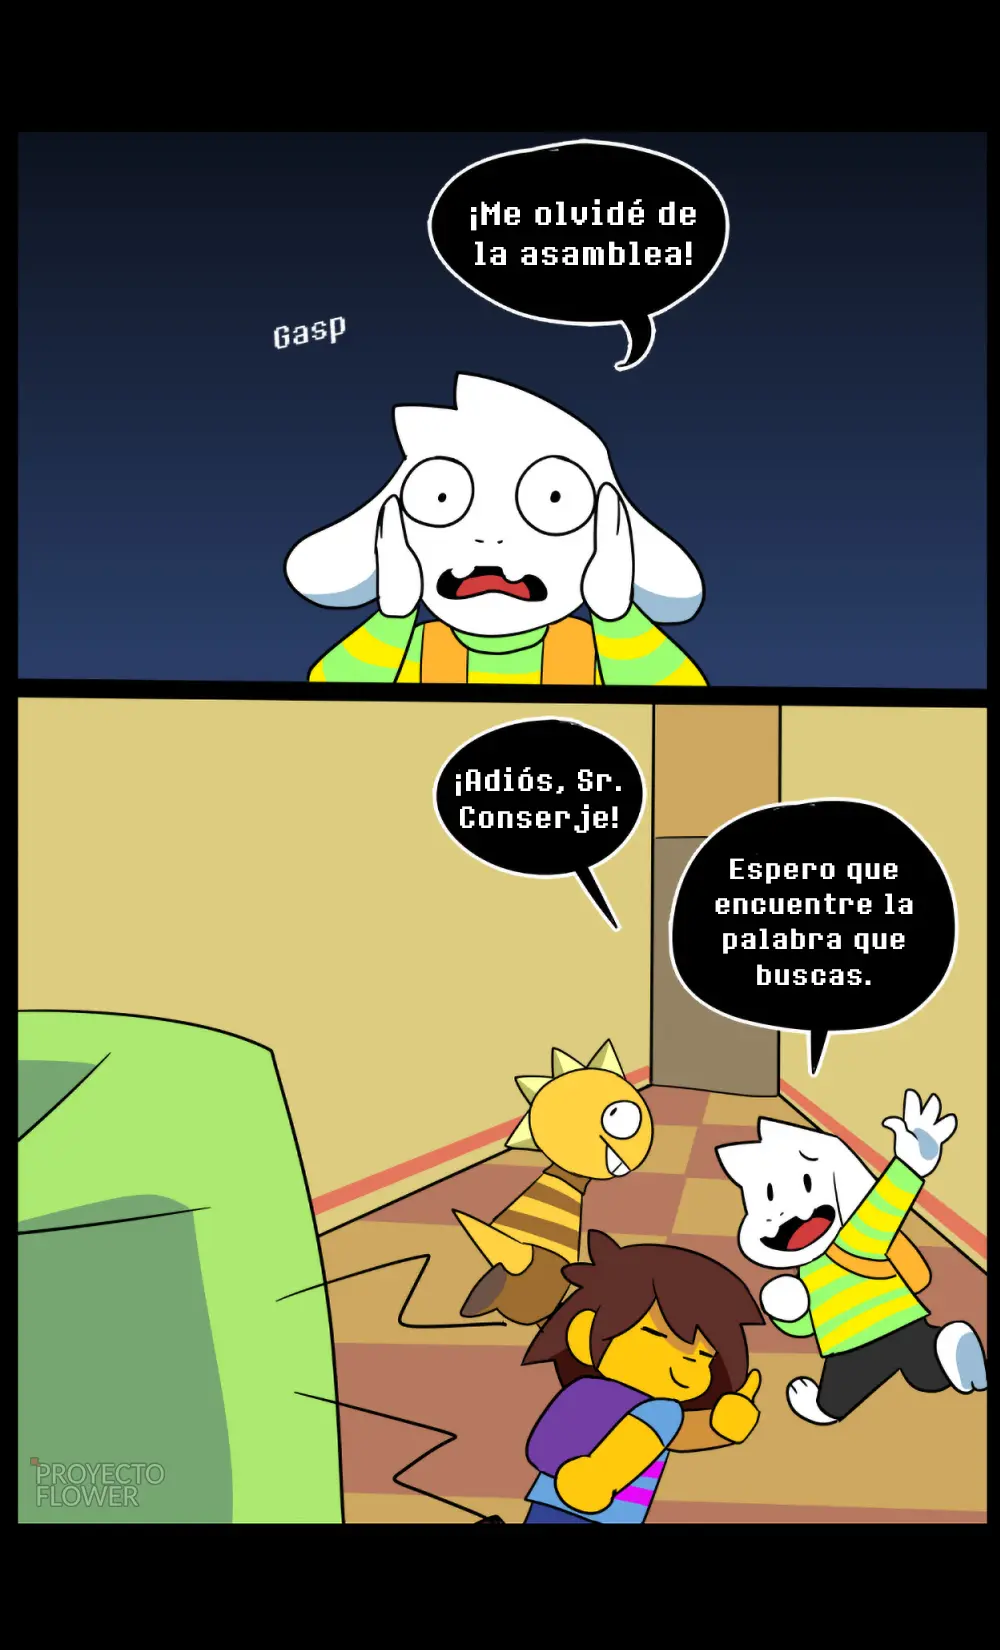 ¡Me olvidé de
la asamblea!
Gasp
¡Adiós, Sr.
Conserje!
Espero que
encuentre la
palabra que
buscas.
PROYECTO
FLOWER